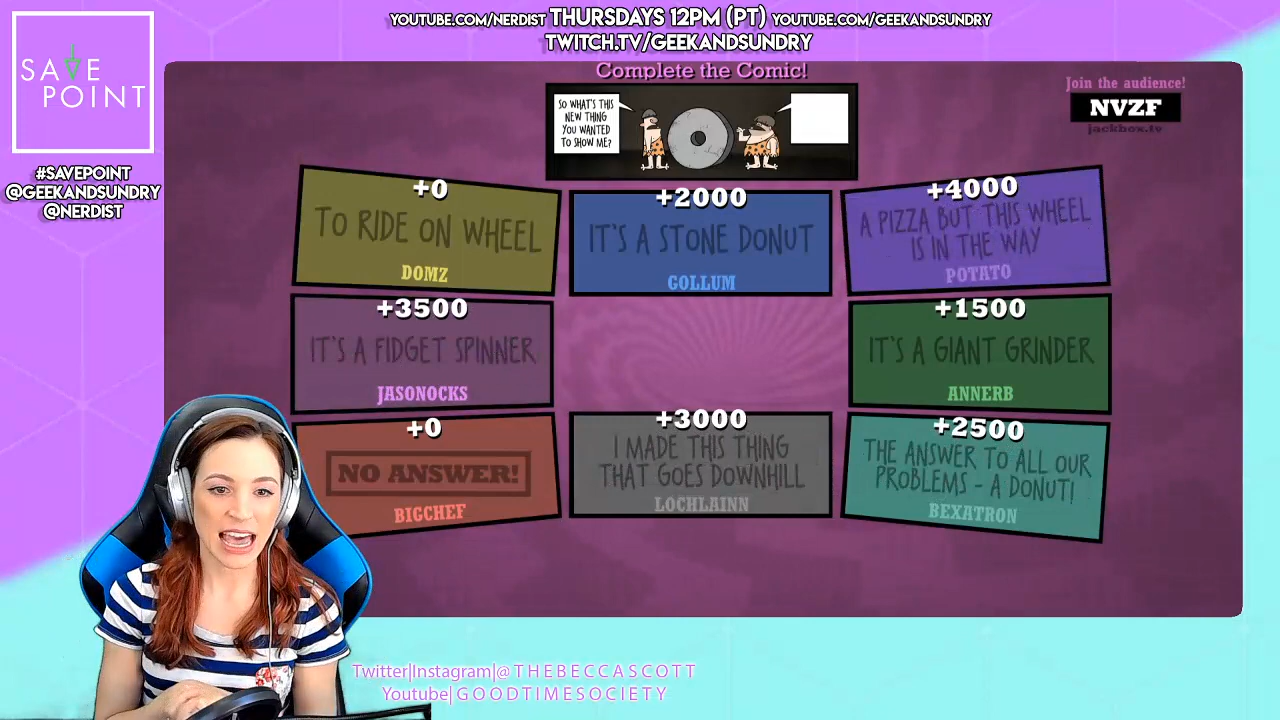 YOUTUBE.COM/NERDIST THURSDAYS 12PM (PT) YOUTUBE.COM/GEEKANDSUNDRY
TWITCH.TV/GEEKANDSUNDRY
SAVE
POINT
#SAVEPOINT
@GEEKANDSUNDRY
@NERDIST
Complete the Comic!
SO WHAT'S THIS
NEW THING
YOU WANTED
TO SHOW ME?
Join the audience!
NVZF
jackbox.tv
+0
TO RIDE ON WHEEL
DOMZ
+2000
IT'S A STONE DONUT
GOLLUM
+4000
A PIZZA BUT THIS WHEEL
IS IN THE WAY
POTATO
+3500
IT'S A FIDGET SPINNER
JASONOCKS
+1500
IT'S A GIANT GRINDER
ANNERB
+0
NO ANSWER!
BIGCHEF
+3000
I MADE THIS THING
THAT GOES DOWNHILL
LOCHLAINN
+2500
THE ANSWER TO ALL OUR
PROBLEMS - A DONUT!
BEXATRON
Twitter|Instagram|@THEBECCASCOTT
Youtube|GOODTIMESOCIETY